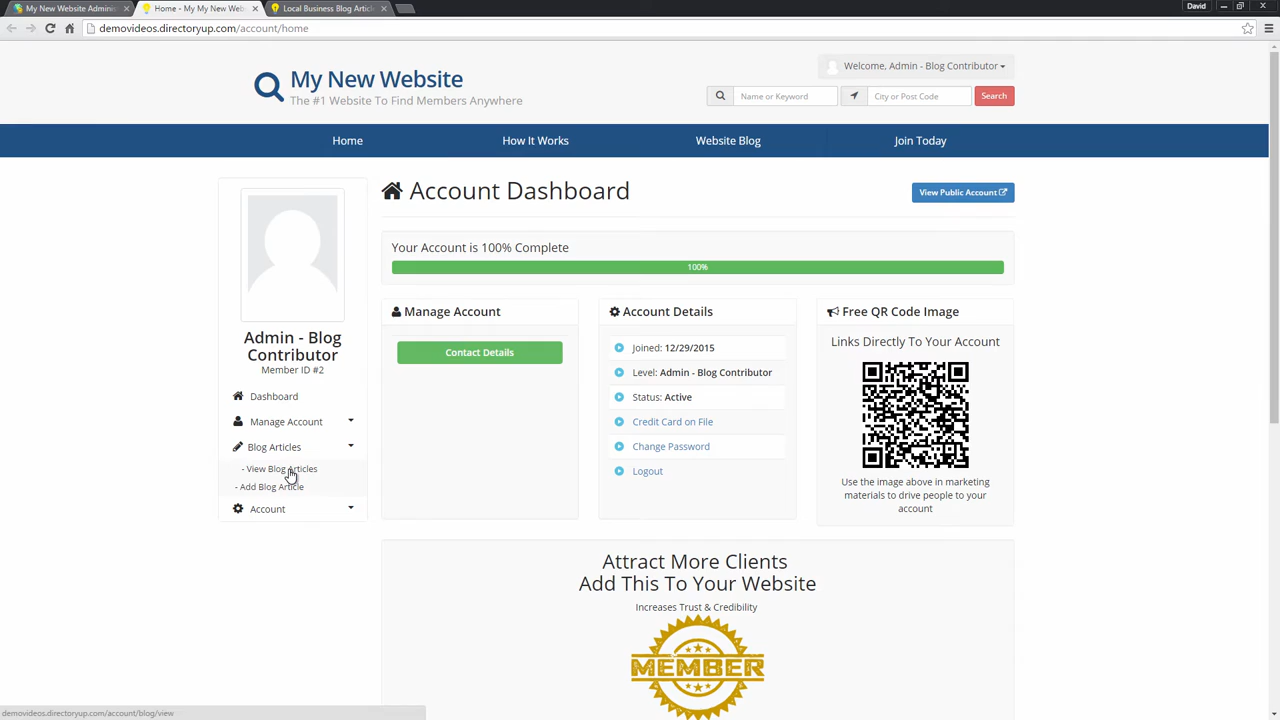 My New Website Admini
Home - My My New Web
Local Business Blog Artic
David
demovideos.directoryup.com/account/home
My New Website
The #1 Website To Find Members Anywhere
Welcome, Admin - Blog Contributor
Name or Keyword
City or Post Code
Search
Home
How It Works
Website Blog
Join Today
Admin - Blog
Contributor
Member ID #2
Dashboard
Manage Account
Blog Articles
- View Blog Articles
- Add Blog Article
Account
Account Dashboard
View Public Account
Your Account is 100% Complete
100%
Manage Account
Contact Details
Account Details
Joined: 12/29/2015
Level: Admin - Blog Contributor
Status: Active
Credit Card on File
Change Password
Logout
Free QR Code Image
Links Directly To Your Account
Use the image above in marketing
materials to drive people to your
account
Attract More Clients
Add This To Your Website
Increases Trust & Credibility
MEMBER
demovideos.directoryup.com/account/blog/view